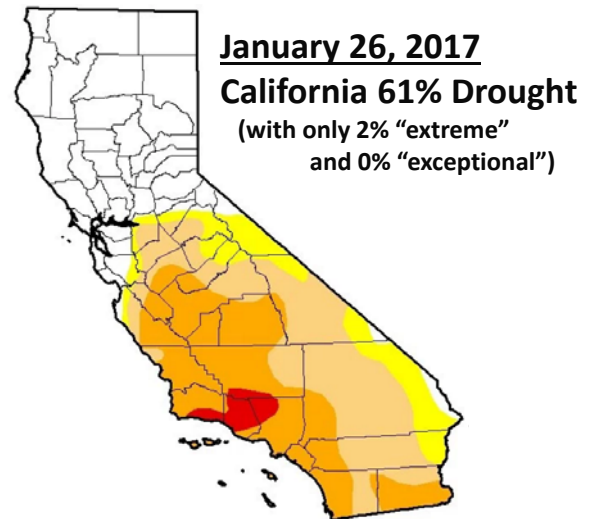 January 26, 2017
California 61% Drought
(with only 2% “extreme”
and 0% “exceptional”)